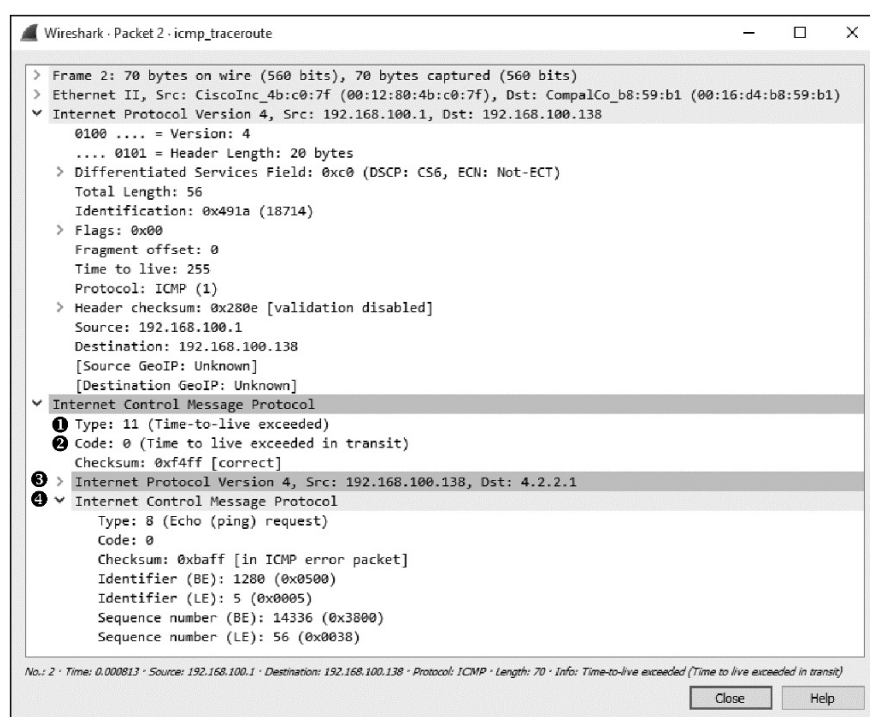 Wireshark · Packet 2 · icmp_traceroute
> Frame 2: 70 bytes on wire (560 bits), 70 bytes captured (560 bits)
> Ethernet II, Src: CiscoInc_4b:c0:7f (00:12:80:4b:c0:7f), Dst: CompalCo_b8:59:b1 (00:16:d4:b8:59:b1)
Internet Protocol Version 4, Src: 192.168.100.1, Dst: 192.168.100.138
0100 .... = Version: 4
.... 0101 = Header Length: 20 bytes
> Differentiated Services Field: 0xc0 (DSCP: CS6, ECN: Not-ECT)
Total Length: 56
Identification: 0x491a (18714)
> Flags: 0x00
Fragment offset: 0
Time to live: 255
Protocol: ICMP (1)
> Header checksum: 0x280e [validation disabled]
Source: 192.168.100.1
Destination: 192.168.100.138
[Source GeoIP: Unknown]
[Destination GeoIP: Unknown]
Internet Control Message Protocol
❶ Type: 11 (Time-to-live exceeded)
❷ Code: 0 (Time to live exceeded in transit)
Checksum: 0xf4ff [correct]
❸ > Internet Protocol Version 4, Src: 192.168.100.138, Dst: 4.2.2.1
❹ Internet Control Message Protocol
Type: 8 (Echo (ping) request)
Code: 0
Checksum: 0xbaff [in ICMP error packet]
Identifier (BE): 1280 (0x0500)
Identifier (LE): 5 (0x0005)
Sequence number (BE): 14336 (0x3800)
Sequence number (LE): 56 (0x0038)
No.: 2 · Time: 0.000813 · Source: 192.168.100.1 · Destination: 192.168.100.138 · Protocol: ICMP · Length: 70 · Info: Time-to-live exceeded (Time to live exceeded in transit)
Close Help